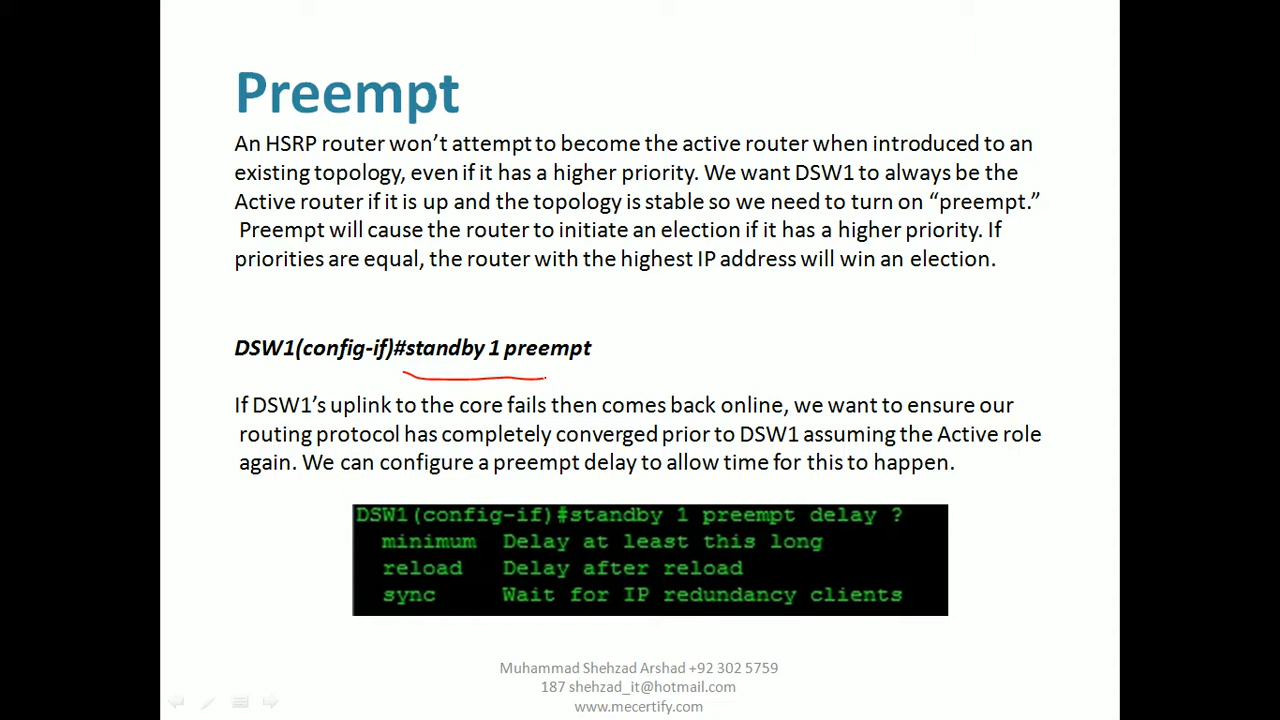 Preempt
An HSRP router won't attempt to become the active router when introduced to an
existing topology, even if it has a higher priority. We want DSW1 to always be the
Active router if it is up and the topology is stable so we need to turn on “preempt.”
Preempt will cause the router to initiate an election if it has a higher priority. If
priorities are equal, the router with the highest IP address will win an election.
DSW1(config-if)#standby 1 preempt
If DSW1’s uplink to the core fails then comes back online, we want to ensure our
routing protocol has completely converged prior to DSW1 assuming the Active role
again. We can configure a preempt delay to allow time for this to happen.
DSW1(config-if)#standby 1 preempt delay ?
minimum Delay at least this long
reload Delay after reload
sync Wait for IP redundancy clients
Muhammad Shehzad Arshad +92 302 5759
187 shehzad_it@hotmail.com
www.mecertify.com